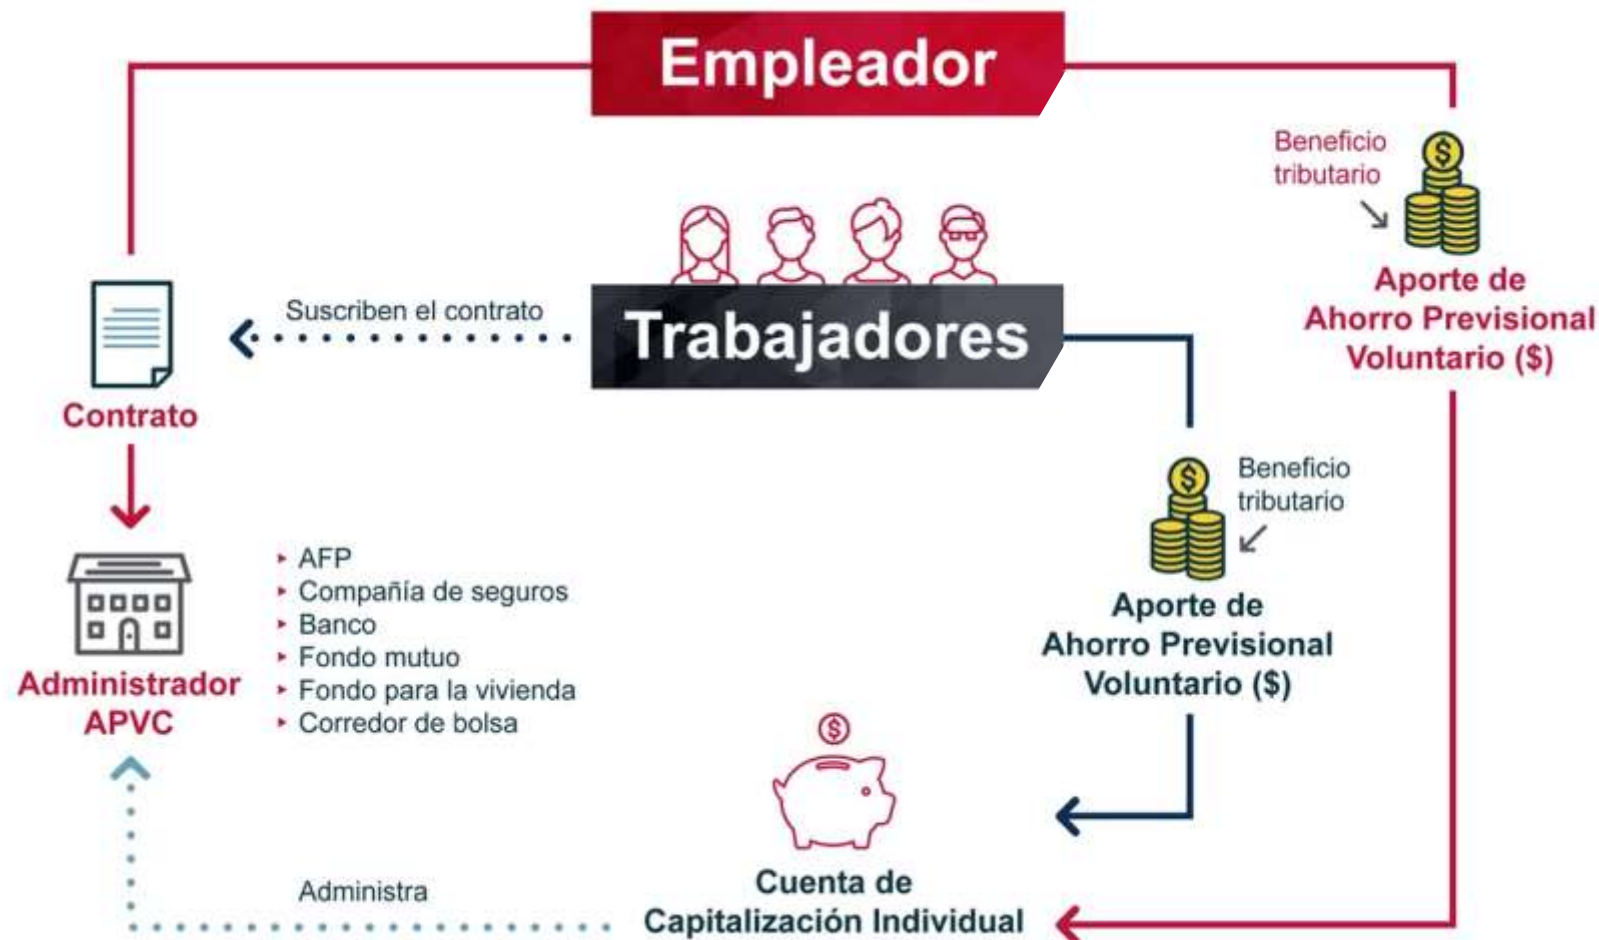 Empleador
Beneficio
tributario
$
Aporte de
Ahorro Previsional
Voluntario ($)
Trabajadores
Suscriben el contrato
Contrato
$
Beneficio
tributario
Aporte de
Ahorro Previsional
Voluntario ($)
Administrador
APVC
‣ AFP
‣ Compañía de seguros
‣ Banco
‣ Fondo mutuo
‣ Fondo para la vivienda
‣ Corredor de bolsa
$
Cuenta de
Capitalización Individual
Administra